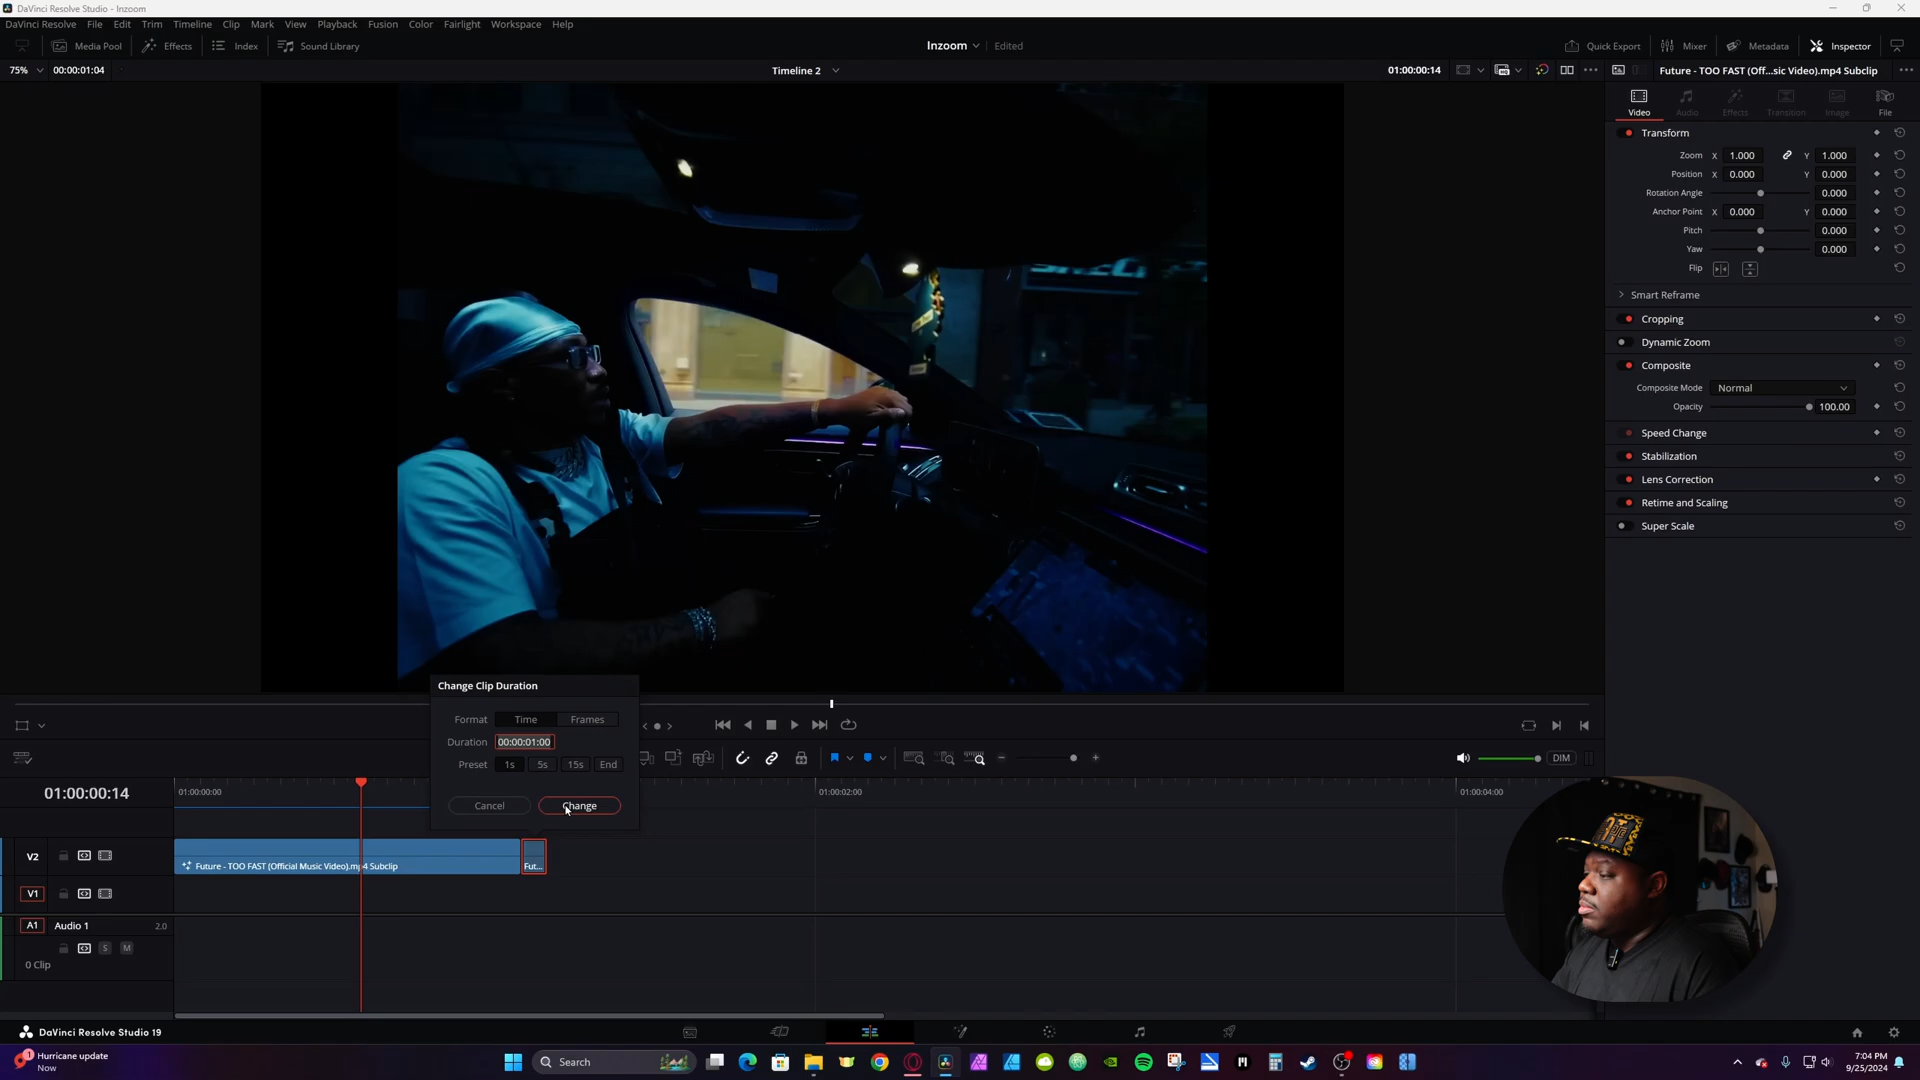 DaVinci Resolve Studio - Inzoom
DaVinci Resolve File Edit Trim Timeline Clip Mark View Playback Fusion Color Fairlight Workspace Help
Media Pool Effects Index Sound Library Inzoom Edited Quick Export Mixer Metadata Inspector
75% 00:00:01:04 Timeline 2 01:00:00:14 Future - TOO FAST (Off...sic Video).mp4 Subclip
Video Audio Effects Transition Image File
Transform
Zoom X 1.000 Y 1.000
Position X 0.000 Y 0.000
Rotation Angle 0.000
Anchor Point X 0.000 Y 0.000
Pitch 0.000
Yaw 0.000
Flip
Smart Reframe
Cropping
Dynamic Zoom
Composite
Composite Mode Normal
Opacity 100.00
Speed Change
Stabilization
Lens Correction
Retime and Scaling
Super Scale
Change Clip Duration
Format Time Frames
Duration 00:00:01:00
Preset 1s 5s 15s End
Cancel Change
DIM
01:00:00:14 01:00:00:00 01:00:02:00 01:00:04:00
V2 Future - TOO FAST (Official Music Video).mp4 Subclip Fut...
V1
A1 Audio 1 2.0
S M
0 Clip
DaVinci Resolve Studio 19
1 Hurricane update
Now
Search
7:04 PM
9/25/2024